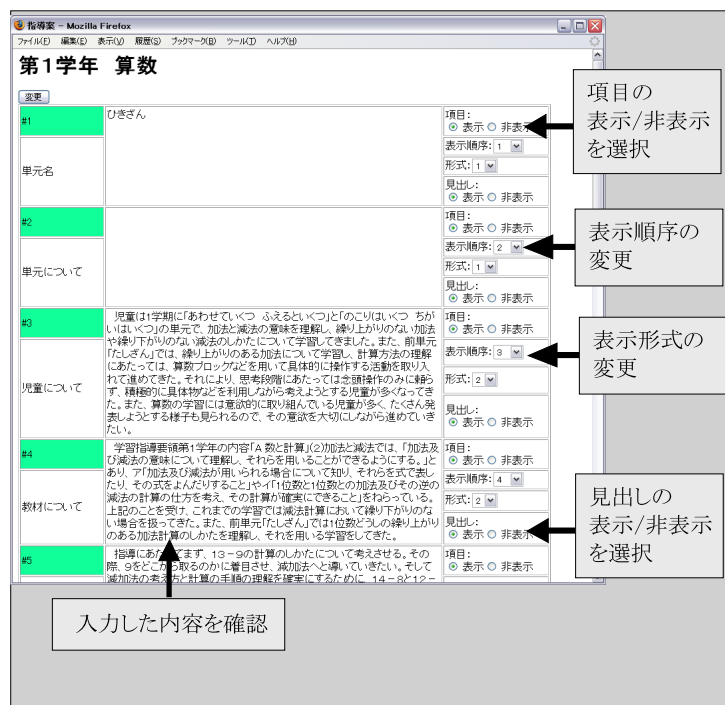 指導案 - Mozilla Firefox
ファイル(F) 編集(E) 表示(V) 履歴(S) ブックマーク(B) ツール(T) ヘルプ(H)
第1学年 算数
変更
#1
ひきざん
項目:
表示 非表示
単元名
表示順序: 1
形式: 1
見出し:
表示 非表示
#2
項目:
表示 非表示
単元について
表示順序: 2
形式: 1
見出し:
表示 非表示
#3
児童は1学期に「あわせていくつ ふえるといくつ」と「のこりはいくつ ちが
いはいくつ」の単元で、加法と減法の意味を理解し、繰り上がりのない加法
や繰り下がりのない減法のしかたについて学習してきました。また、前単元
「たしざん」では、繰り上がりのある加法について学習し、計算方法の理解
にあたっては、算数ブロックなどを用いて具体的に操作する活動を取り入
れて進めてきた。それにより、思考段階にあたっては念頭操作のみに頼ら
ず、積極的に具体物などを利用しながら考えようとする児童が多くなってき
た。また、算数の学習には意欲的に取り組んでいる児童が多く、たくさん発
表しようとする様子も見られるので、その意欲を大切にしながら進めていき
たい。
項目:
表示 非表示
児童について
表示順序: 3
形式: 2
見出し:
表示 非表示
#4
学習指導要領第1学年の内容「A 数と計算」(2)加法と減法では、「加法及
び減法の意味について理解し、それらを用いることができるようにする。」と
あり、ア「加法及び減法が用いられる場合について知り、それらを式で表し
たり、その式をよんだりすること」やイ「1位数と1位数との加法及びその逆の
減法の計算の仕方を考え、その計算が確実にできること」をねらっている。
上記のことを受け、これまでの学習では減法計算において繰り下がりのな
い場合を扱ってきた。また、前単元「たしざん」では1位数どうしの繰り上がり
のある加法計算のしかたを理解し、それを用いる学習をしてきた。
項目:
表示 非表示
教材について
表示順序: 4
形式: 2
見出し:
表示 非表示
#5
指導にあたってまず、13-9の計算のしかたについて考えさせる。その
際、9をどこから取るのかに着目させ、減加法へと導いていきたい。そして
減加法の考え方と計算の手順の理解を確実にするために、14-8と12-
項目:
表示 非表示
項目の
表示/非表示
を選択
表示順序の
変更
表示形式の
変更
見出しの
表示/非表示
を選択
入力した内容を確認